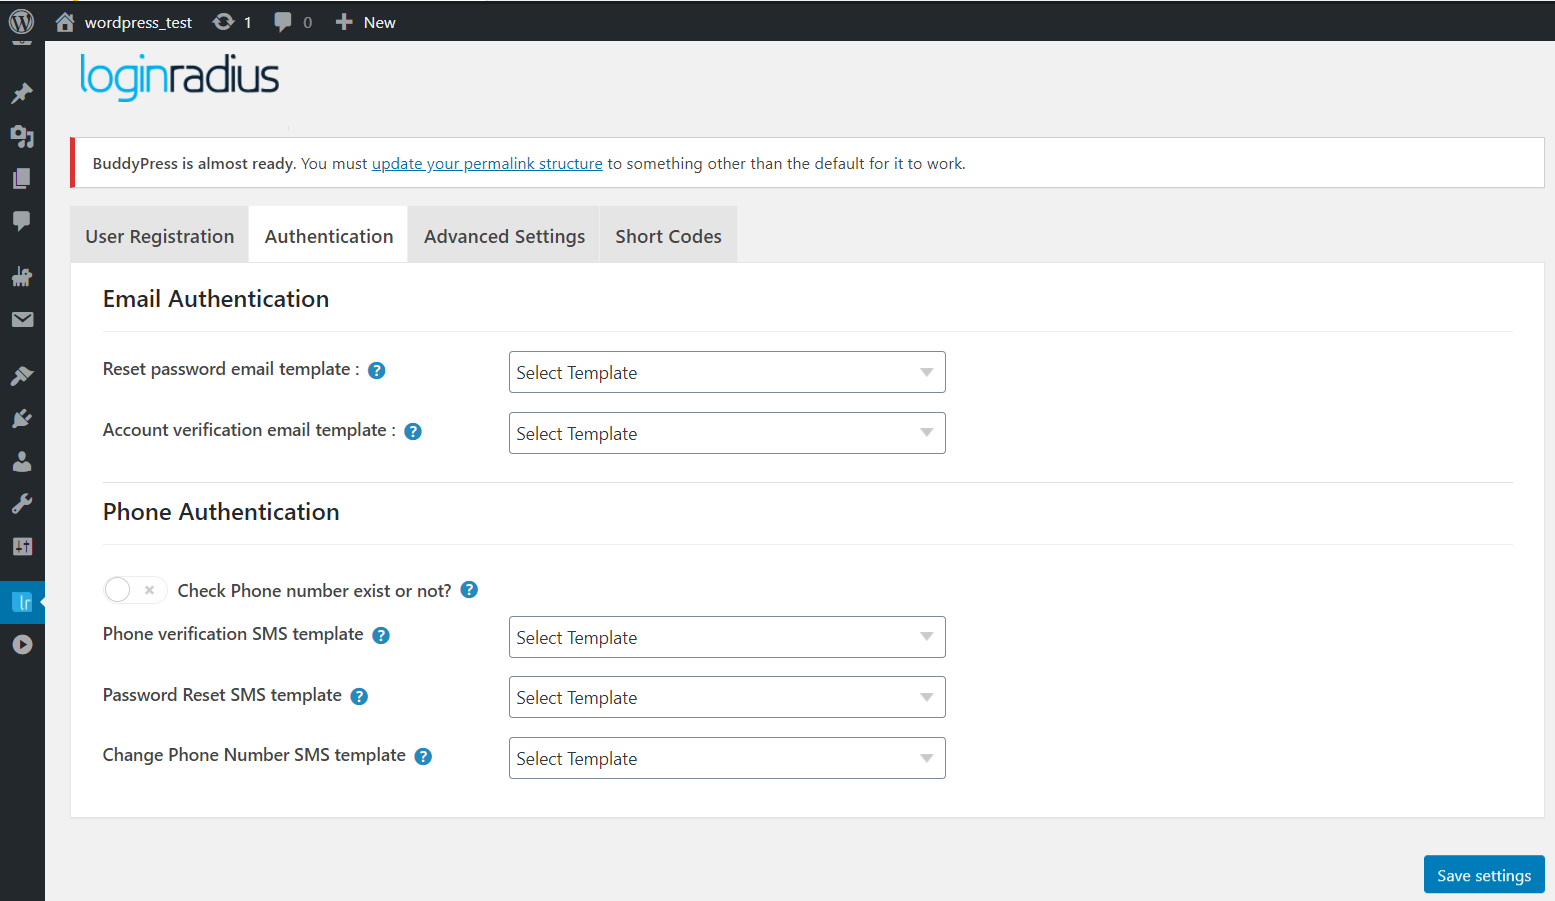 wordpress_test 1 0 New
loginradius
BuddyPress is almost ready. You must update your permalink structure to something other than the default for it to work.
User Registration Authentication Advanced Settings Short Codes
Email Authentication
Reset password email template : ? Select Template
Account verification email template : ? Select Template
Phone Authentication
Check Phone number exist or not? ?
Phone verification SMS template ? Select Template
Password Reset SMS template ? Select Template
Change Phone Number SMS template ? Select Template
lr
Save settings